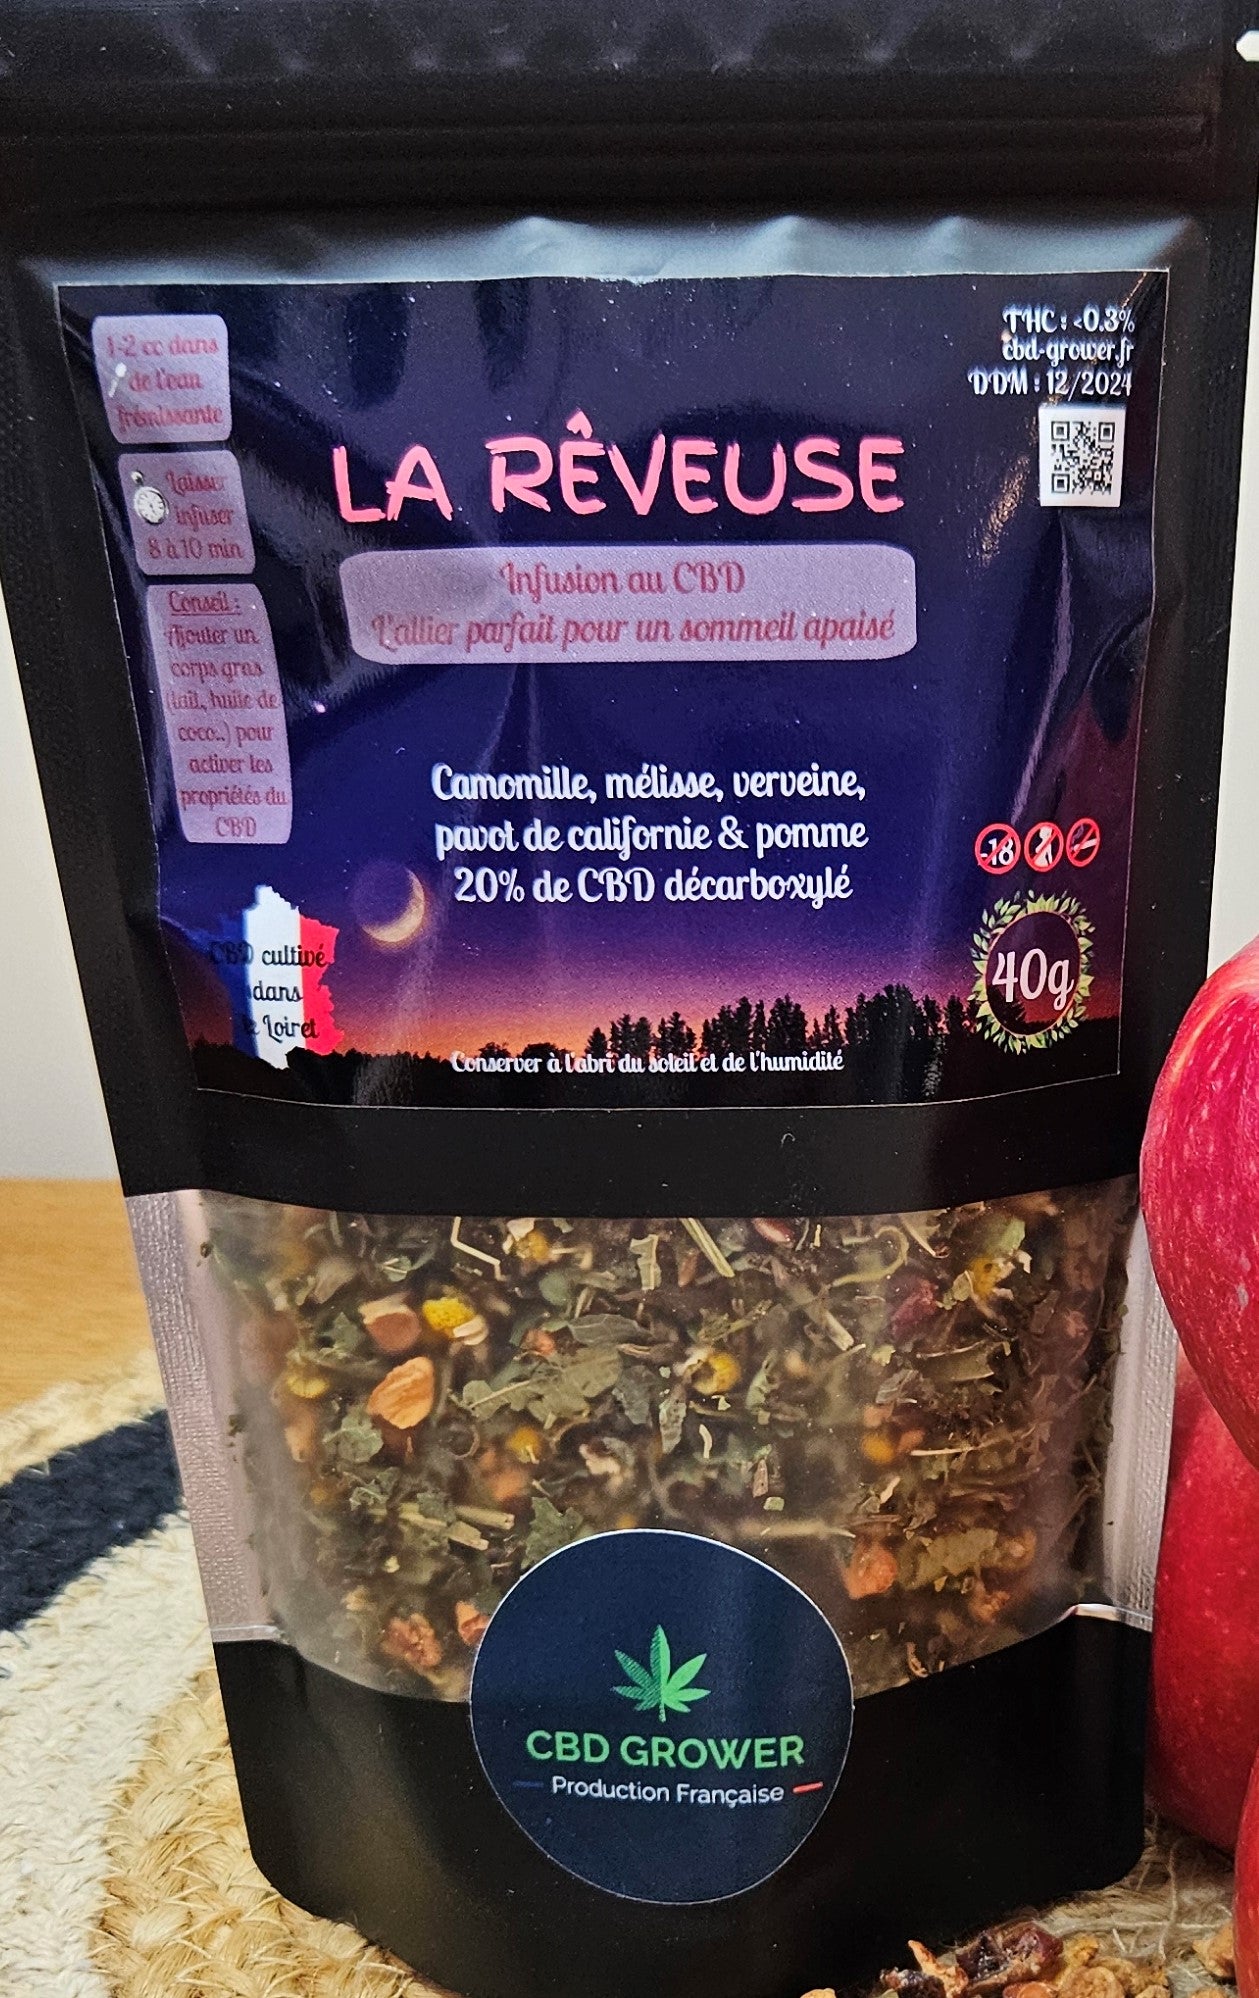 1-2 cc dans
de l'eau
frémissante
Laisser
infuser
8 à 10 min
Conseil :
Ajouter un
corps gras
(lait, huile de
coco..) pour
activer les
propriétés du
CBD
THC : <0.3%
cbd-grower.fr
DDM : 12/2024
LA RÊVEUSE
Infusion au CBD
L'allier parfait pour un sommeil apaisé
Camomille, mélisse, verveine,
pavot de californie & pomme
20% de CBD décarboxylé
-18
40g
CBD cultivé
dans
le Loiret
Conserver à l'abri du soleil et de l'humidité
CBD GROWER
Production Française